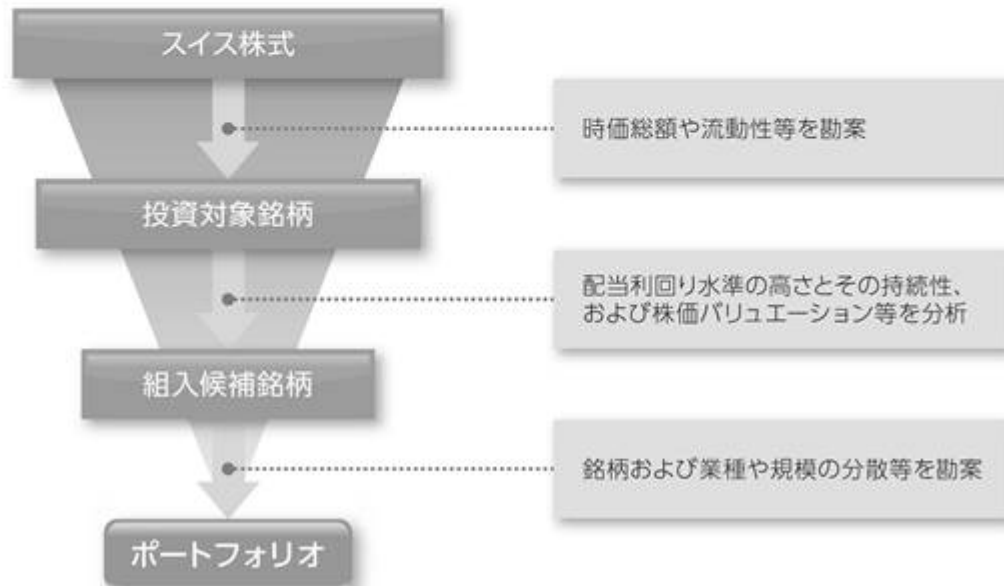 スイス株式
時価総額や流動性等を勘案
投資対象銘柄
配当利回り水準の高さとその持続性、
および株価バリュエーション等を分析
組入候補銘柄
銘柄および業種や規模の分散等を勘案
ポートフォリオ